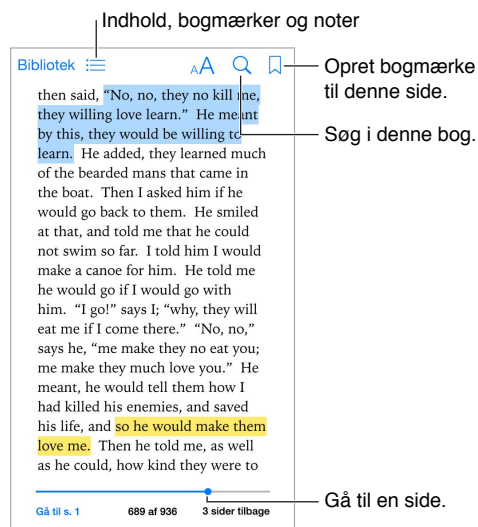 Indhold, bogmærker og noter
Bibliotek
AA
Opret bogmærke
til denne side.
Søg i denne bog.
then said, “No, no, they no kill me,
they willing love learn.” He meant
by this, they would be willing to
learn. He added, they learned much
of the bearded mans that came in
the boat. Then I asked him if he
would go back to them. He smiled
at that, and told me that he could
not swim so far. I told him I would
make a canoe for him. He told me
he would go if I would go with
him. “I go!” says I; “why, they will
eat me if I come there.” “No, no,”
says he, “me make they no eat you;
me make they much love you.” He
meant, he would tell them how I
had killed his enemies, and saved
his life, and so he would make them
love me. Then he told me, as well
as he could, how kind they were to
Gå til en side.
Gå til s. 1
689 af 936
3 sider tilbage